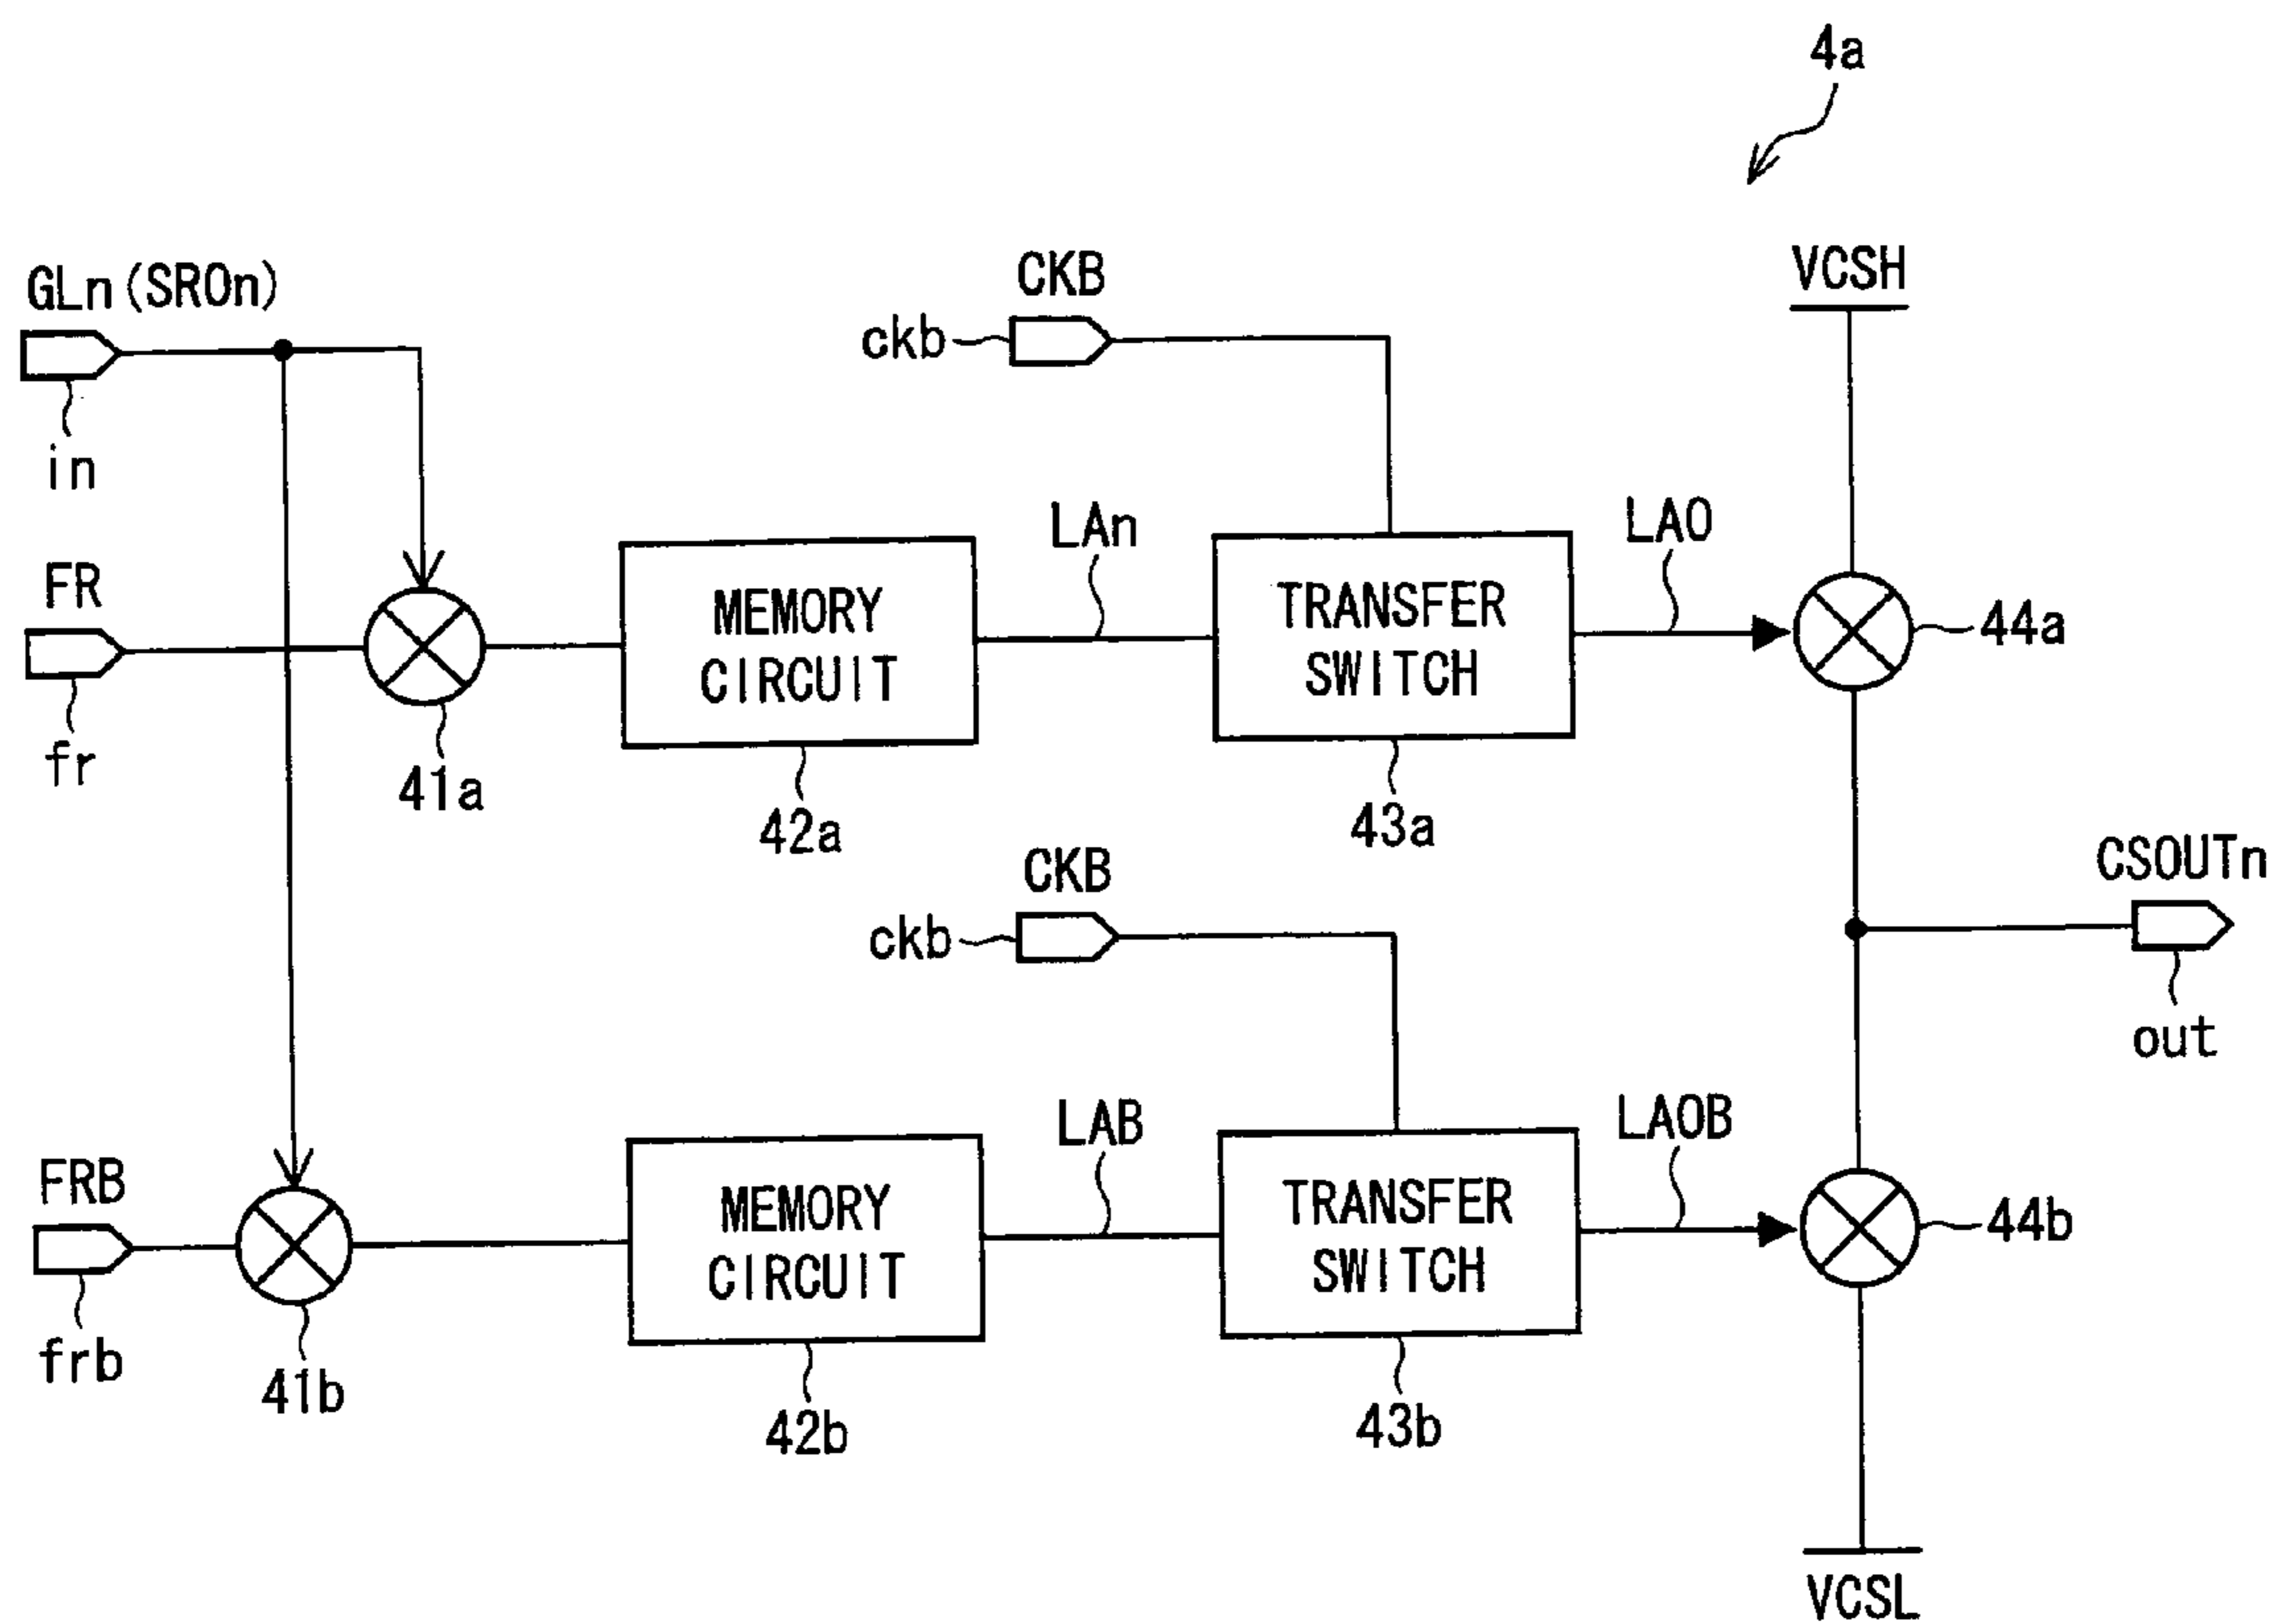 4a
GLn(SROn)
in
CKB
ckb
VCSH
FR
fr
41a
MEMORY
CIRCUIT
42a
LAn
TRANSFER
SWITCH
43a
LAO
44a
CKB
ckb
CSOUTn
out
FRB
frb
41b
MEMORY
CIRCUIT
42b
LAB
TRANSFER
SWITCH
43b
LAOB
44b
VCSL